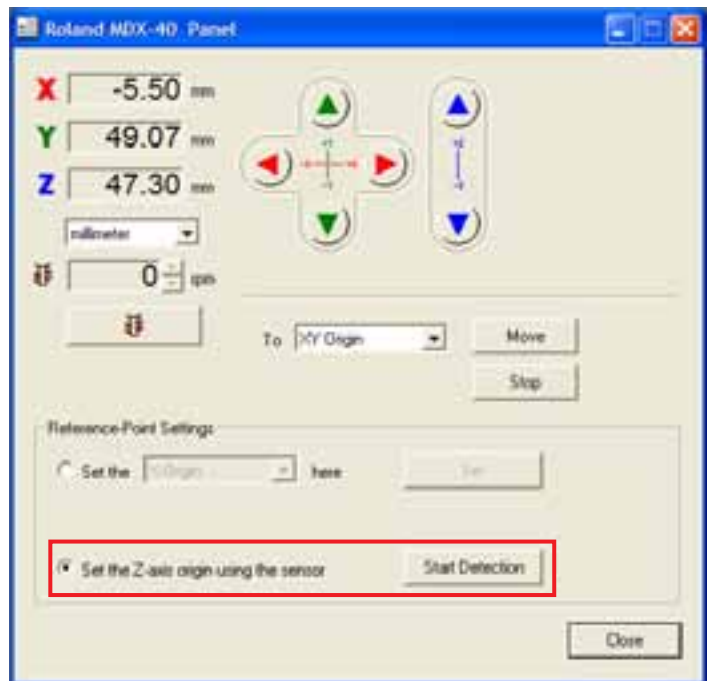 Roland MDX-40 Panel
X -5.50 mm
Y 49.07 mm
Z 47.30 mm
millimeter
0 rpm
To XY Origin Move
Stop
Reference-Point Settings
Set the here Set
Set the Z-axis origin using the sensor Start Detection
Close